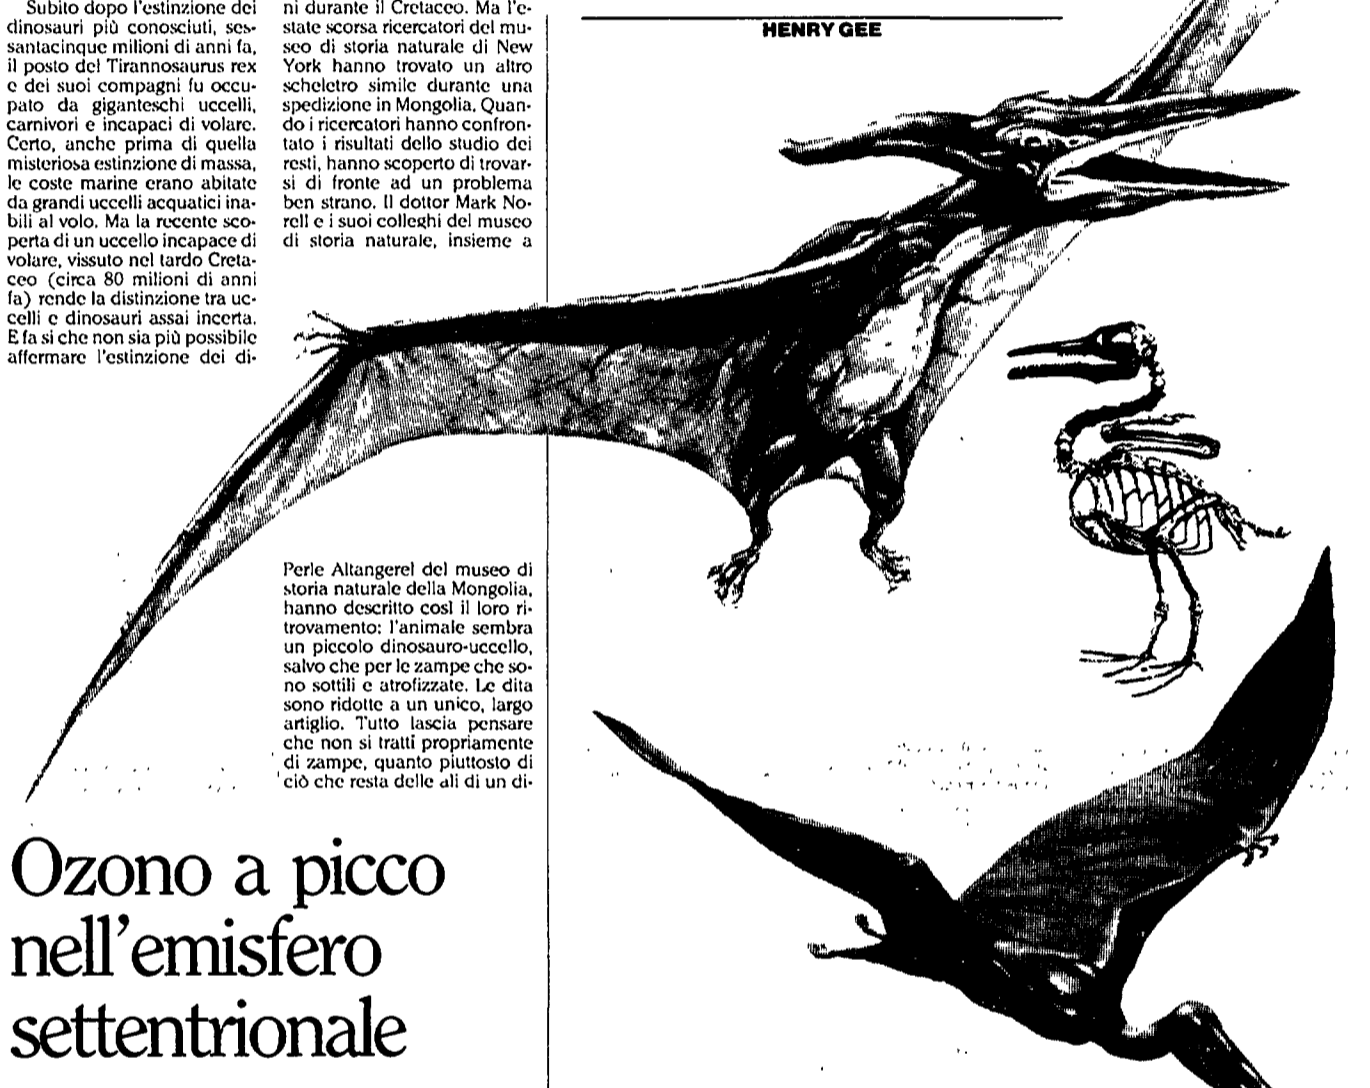 Subito dopo l'estinzione dei
dinosauri più conosciuti, ses-
santacinque milioni di anni fa,
il posto del Tirannosaurus rex
e dei suoi compagni fu occu-
pato da giganteschi uccelli,
carnivori e incapaci di volare.
Certo, anche prima di quella
misteriosa estinzione di massa,
le coste marine erano abitate
da grandi uccelli acquatici ina-
bili al volo. Ma la recente sco-
perta di un uccello incapace di
volare, vissuto nel tardo Creta-
ceo (circa 80 milioni di anni
fa) rende la distinzione tra uc-
celli e dinosauri assai incerta.
E fa si che non sia più possibile
affermare l'estinzione dei di-
ni durante il Cretaceo. Ma l'e-
state scorsa ricercatori del mu-
seo di storia naturale di New
York hanno trovato un altro
scheletro simile durante una
spedizione in Mongolia. Quan-
do i ricercatori hanno confron-
tato i risultati dello studio dei
resti, hanno scoperto di trovar-
si di fronte ad un problema
ben strano. Il dottor Mark No-
rell e i suoi colleghi del museo
di storia naturale, insieme a
Perle Altangerel del museo di
storia naturale della Mongolia,
hanno descritto così il loro ri-
trovamento: l'animale sembra
un piccolo dinosauro-uccello,
salvo che per le zampe che so-
no sottili e atrofizzate. Le dita
sono ridotte a un unico, largo
artiglio. Tutto lascia pensare
che non si tratti propriamente
di zampe, quanto piuttosto di
ciò che resta delle ali di un di-
HENRY GEE
Ozono a picco
nell'emisfero
settentrionale